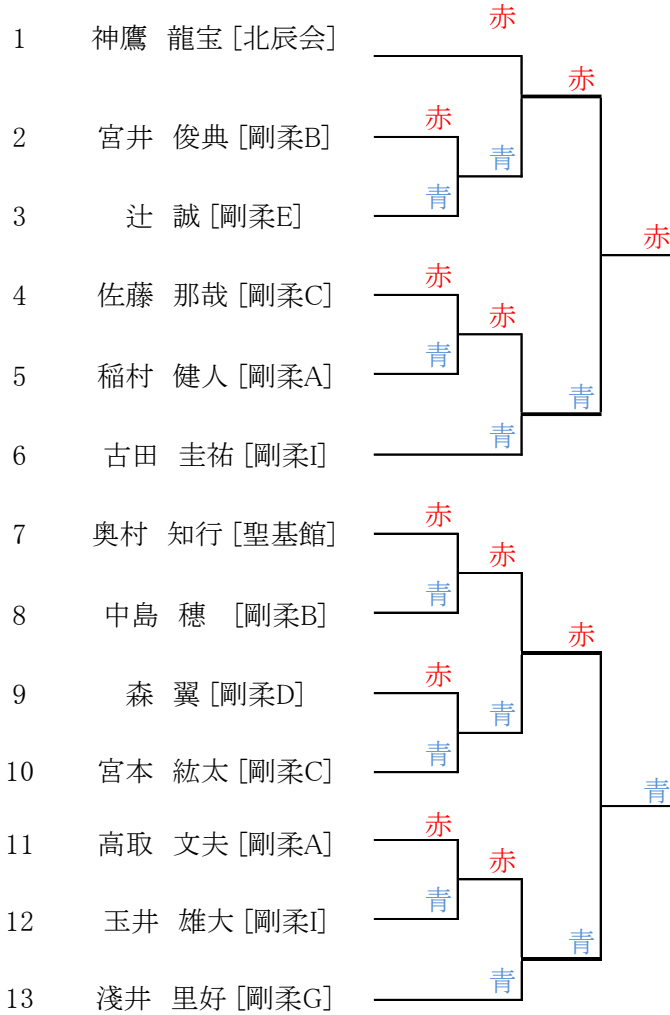 赤
1 神鷹 龍宝 [北辰会]
赤
赤
2 宮井 俊典 [剛柔B]
青
青
3 辻 誠 [剛柔E]
赤
赤
4 佐藤 那哉 [剛柔C]
赤
青
5 稲村 健人 [剛柔A]
青
青
6 古田 圭祐 [剛柔I]
赤
7 奥村 知行 [聖基館]
赤
青
8 中島 穂 [剛柔B]
赤
赤
9 森 翼 [剛柔D]
青
青
10 宮本 紘太 [剛柔C]
青
赤
11 高取 文夫 [剛柔A]
赤
青
12 玉井 雄大 [剛柔I]
青
青
13 淺井 里好 [剛柔G]